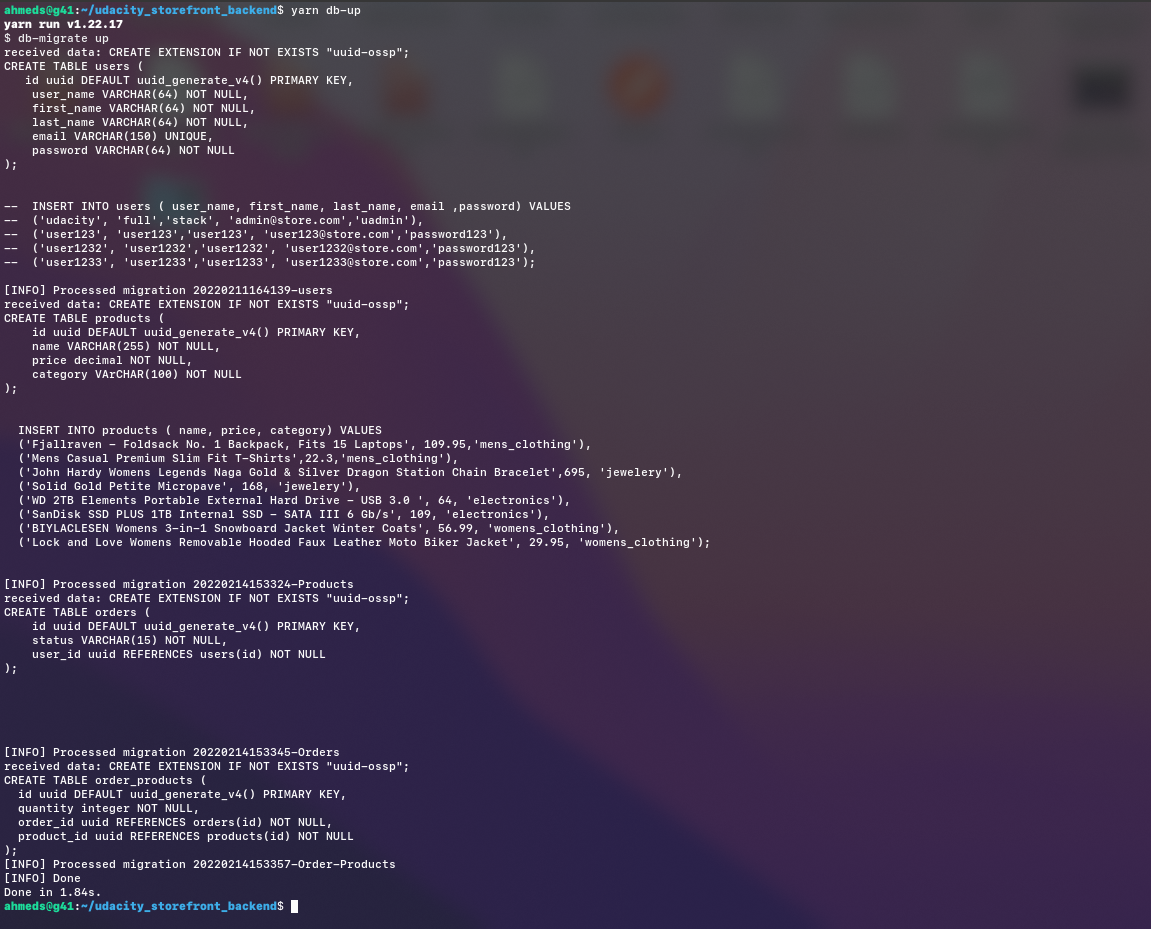 ahmeds@g41:~/udacity_storefront_backend$ yarn db-up
yarn run v1.22.17
$ db-migrate up
received data: CREATE EXTENSION IF NOT EXISTS "uuid-ossp";
CREATE TABLE users (
   id uuid DEFAULT uuid_generate_v4() PRIMARY KEY,
    user_name VARCHAR(64) NOT NULL,
    first_name VARCHAR(64) NOT NULL,
    last_name VARCHAR(64) NOT NULL,
    email VARCHAR(150) UNIQUE,
    password VARCHAR(64) NOT NULL
);
--  INSERT INTO users ( user_name, first_name, last_name, email ,password) VALUES
--  ('udacity', 'full','stack', 'admin@store.com','uadmin'),
--  ('user123', 'user123','user123', 'user123@store.com','password123'),
--  ('user1232', 'user1232','user1232', 'user1232@store.com','password123'),
--  ('user1233', 'user1233','user1233', 'user1233@store.com','password123');
[INFO] Processed migration 20220211164139-users
received data: CREATE EXTENSION IF NOT EXISTS "uuid-ossp";
CREATE TABLE products (
    id uuid DEFAULT uuid_generate_v4() PRIMARY KEY,
    name VARCHAR(255) NOT NULL,
    price decimal NOT NULL,
    category VArCHAR(100) NOT NULL
);
  INSERT INTO products ( name, price, category) VALUES
  ('Fjallraven - Foldsack No. 1 Backpack, Fits 15 Laptops', 109.95,'mens_clothing'),
  ('Mens Casual Premium Slim Fit T-Shirts',22.3,'mens_clothing'),
  ('John Hardy Womens Legends Naga Gold & Silver Dragon Station Chain Bracelet',695, 'jewelery'),
  ('Solid Gold Petite Micropave', 168, 'jewelery'),
  ('WD 2TB Elements Portable External Hard Drive - USB 3.0 ', 64, 'electronics'),
  ('SanDisk SSD PLUS 1TB Internal SSD - SATA III 6 Gb/s', 109, 'electronics'),
  ('BIYLACLESEN Womens 3-in-1 Snowboard Jacket Winter Coats', 56.99, 'womens_clothing'),
  ('Lock and Love Womens Removable Hooded Faux Leather Moto Biker Jacket', 29.95, 'womens_clothing');
[INFO] Processed migration 20220214153324-Products
received data: CREATE EXTENSION IF NOT EXISTS "uuid-ossp";
CREATE TABLE orders (
    id uuid DEFAULT uuid_generate_v4() PRIMARY KEY,
    status VARCHAR(15) NOT NULL,
    user_id uuid REFERENCES users(id) NOT NULL
);
[INFO] Processed migration 20220214153345-Orders
received data: CREATE EXTENSION IF NOT EXISTS "uuid-ossp";
CREATE TABLE order_products (
  id uuid DEFAULT uuid_generate_v4() PRIMARY KEY,
  quantity integer NOT NULL,
  order_id uuid REFERENCES orders(id) NOT NULL,
  product_id uuid REFERENCES products(id) NOT NULL
);
[INFO] Processed migration 20220214153357-Order-Products
[INFO] Done
Done in 1.84s.
ahmeds@g41:~/udacity_storefront_backend$